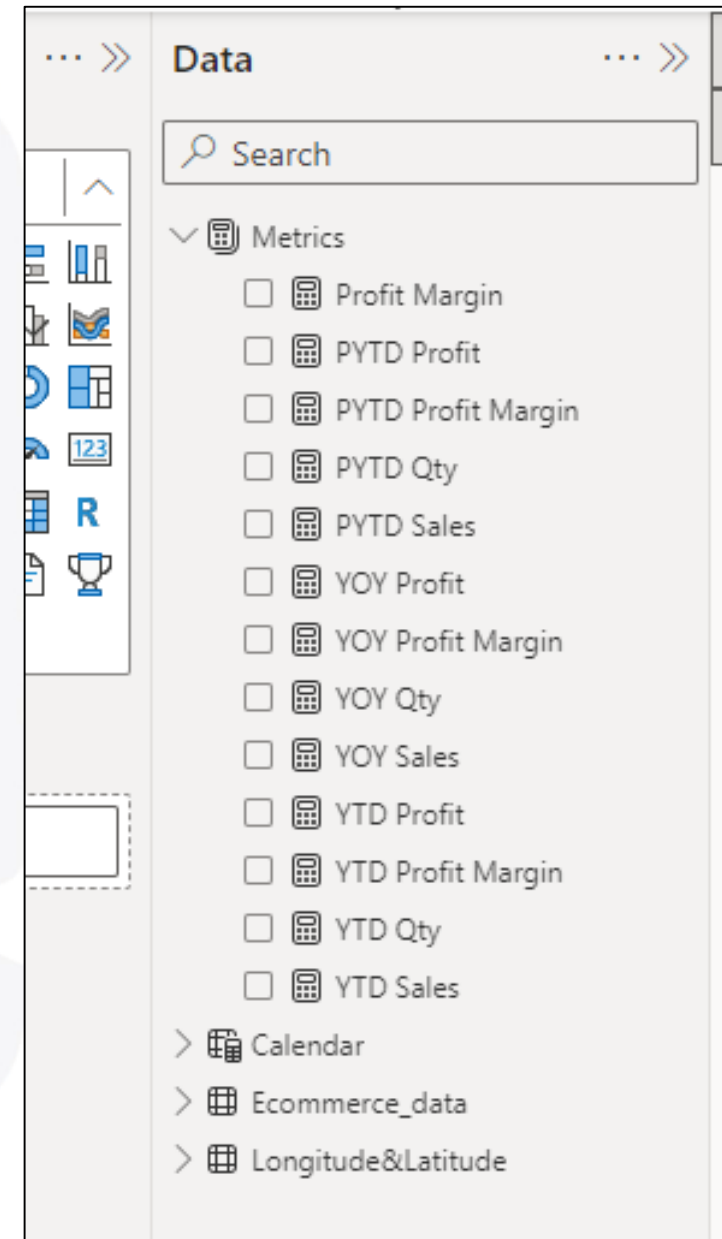 Data
Search
Metrics
Profit Margin
PYTD Profit
PYTD Profit Margin
PYTD Qty
PYTD Sales
YOY Profit
YOY Profit Margin
YOY Qty
YOY Sales
YTD Profit
YTD Profit Margin
YTD Qty
YTD Sales
Calendar
Ecommerce_data
Longitude&Latitude
123
R